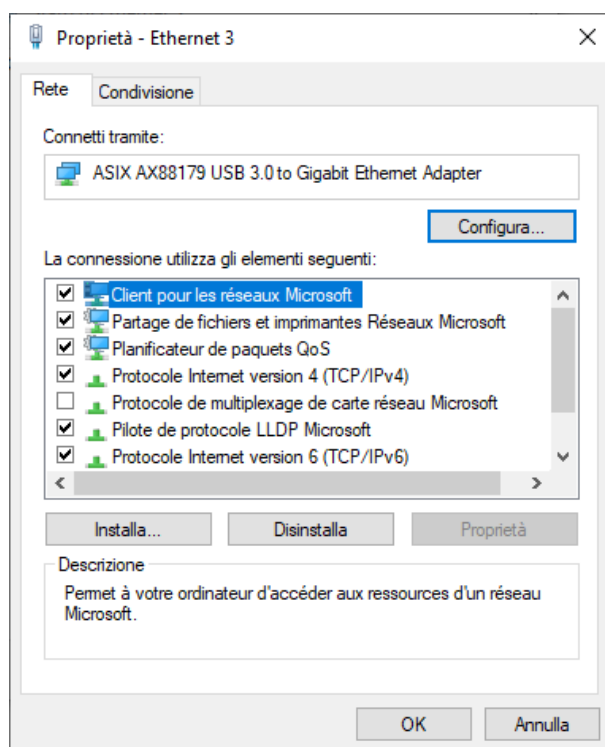 Proprietà - Ethernet 3
Rete
Condivisione
Connetti tramite:
ASIX AX88179 USB 3.0 to Gigabit Ethernet Adapter
Configura...
La connessione utilizza gli elementi seguenti:
Client pour les réseaux Microsoft
Partage de fichiers et imprimantes Réseaux Microsoft
Planificateur de paquets QoS
Protocole Internet version 4 (TCP/IPv4)
Protocole de multiplexage de carte réseau Microsoft
Pilote de protocole LLDP Microsoft
Protocole Internet version 6 (TCP/IPv6)
Installa...
Disinstalla
Proprietà
Descrizione
Permet à votre ordinateur d'accéder aux ressources d'un réseau
Microsoft.
OK
Annulla